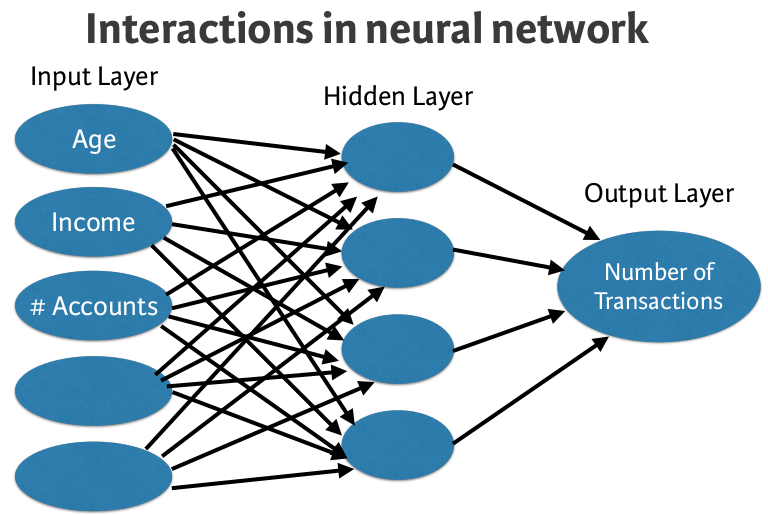 Interactions in neural network
Input Layer
Hidden Layer
Output Layer
Age
Income
# Accounts
Number of
Transactions